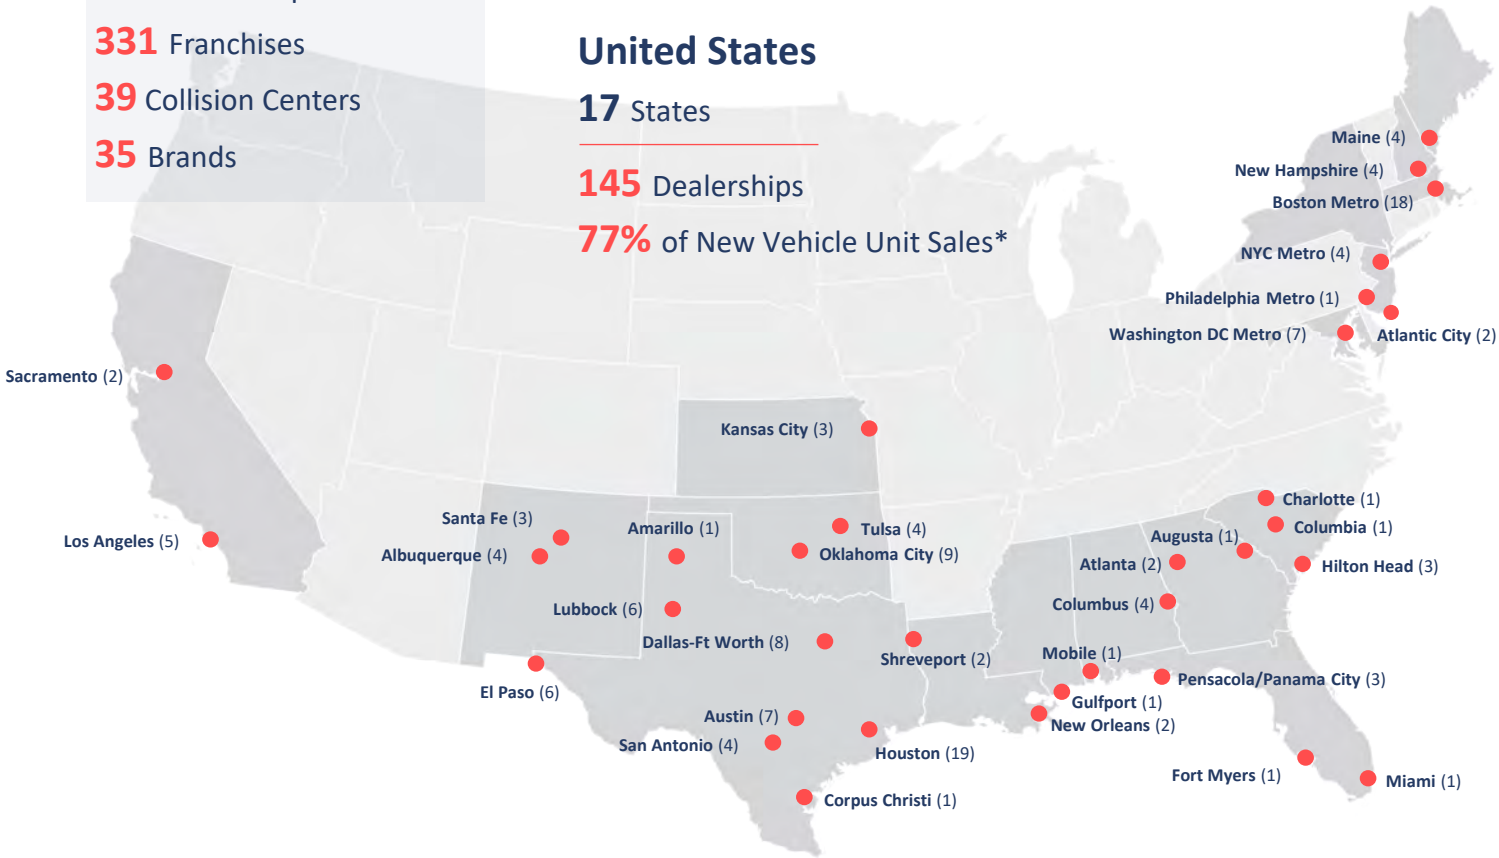 331 Franchises
39 Collision Centers
35 Brands
United States
17 States
145 Dealerships
77% of New Vehicle Unit Sales*
Maine (4)
New Hampshire (4)
Boston Metro (18)
NYC Metro (4)
Philadelphia Metro (1)
Washington DC Metro (7)
Atlantic City (2)
Sacramento (2)
Kansas City (3)
Los Angeles (5)
Santa Fe (3)
Albuquerque (4)
Amarillo (1)
Tulsa (4)
Oklahoma City (9)
Lubbock (6)
Dallas-Ft Worth (8)
El Paso (6)
Shreveport (2)
Austin (7)
San Antonio (4)
Houston (19)
Corpus Christi (1)
Charlotte (1)
Columbia (1)
Augusta (1)
Atlanta (2)
Hilton Head (3)
Columbus (4)
Mobile (1)
Pensacola/Panama City (3)
Gulfport (1)
New Orleans (2)
Fort Myers (1)
Miami (1)